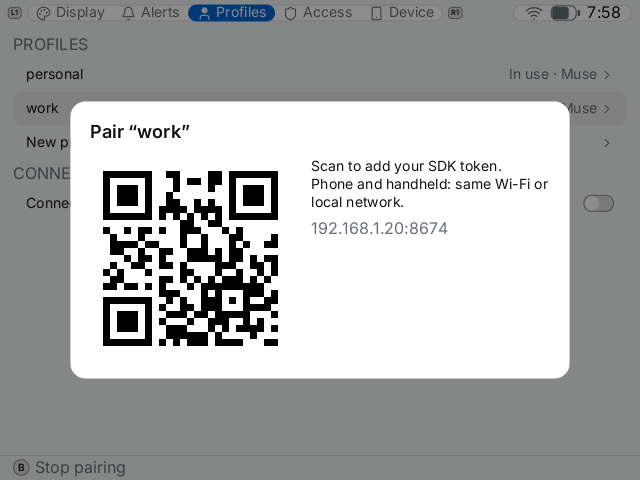 L1 Display Alerts Profiles Access Device R1 7:58
PROFILES
personal In use · Muse
work Muse
New p
CONNE
Conne
Pair “work”
Scan to add your SDK token.
Phone and handheld: same Wi-Fi or
local network.
192.168.1.20:8674
B Stop pairing